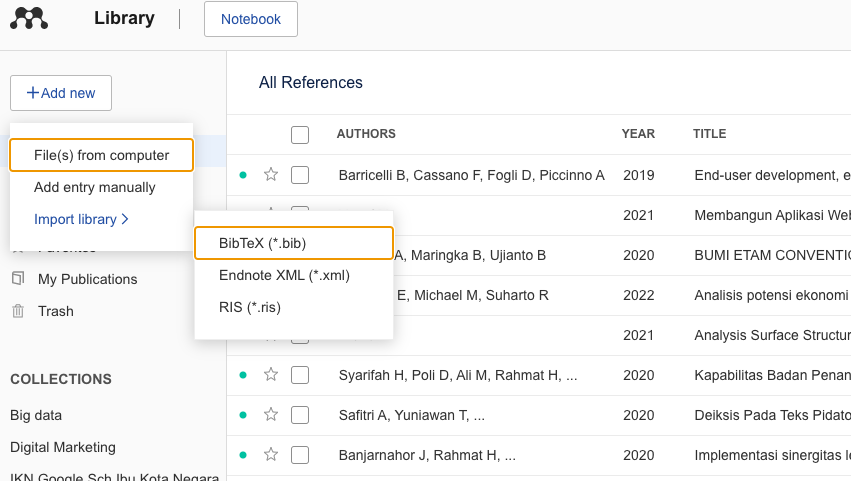 Library
Notebook
+Add new
File(s) from computer
Add entry manually
Import library >
BibTeX (*.bib)
Endnote XML (*.xml)
RIS (*.ris)
My Publications
Trash
COLLECTIONS
Big data
Digital Marketing
IKN Google Sch Ibu Kota Negara
All References
AUTHORS YEAR TITLE
Barricelli B, Cassano F, Fogli D, Piccinno A 2019 End-user development, e
2021 Membangun Aplikasi Web
A, Maringka B, Ujianto B 2020 BUMI ETAM CONVENTIO
E, Michael M, Suharto R 2022 Analisis potensi ekonomi
2021 Analysis Surface Structur
Syarifah H, Poli D, Ali M, Rahmat H, ... 2020 Kapabilitas Badan Penan
Safitri A, Yuniawan T, ... 2020 Deiksis Pada Teks Pidato
Banjarnahor J, Rahmat H, ... 2020 Implementasi sinergitas le